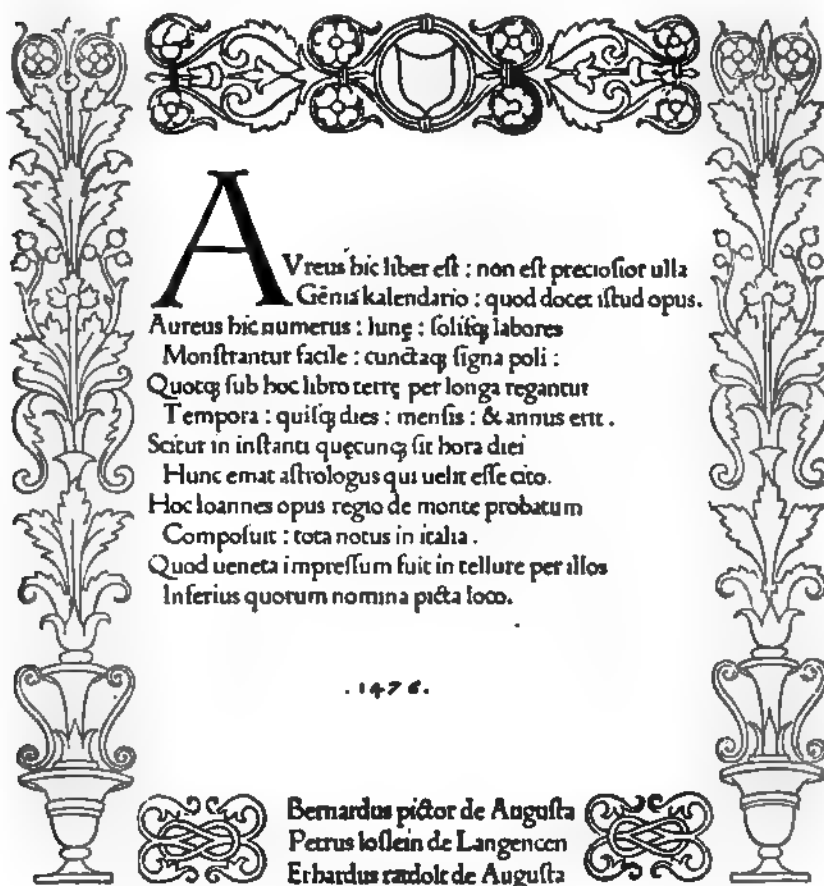 AVreus hic liber est : non est preciosior ulla
Gēma kalendario : quod docet istud opus.
Aureus hic numerus : lunę : solisq; labores
Monstrantur facile : cunctaq; signa poli :
Quotq; sub hoc libro terrę per longa regantur
Tempora : quisq; dies : mensis : & annus erit .
Scitur in instanti quęcunq; sit hora diei
Hunc emat astrologus qui uelit esse cito.
Hoc Ioannes opus regio de monte probatum
Composuit : tota notus in italia .
Quod ueneta impressum fuit in tellure per illos
Inferius quorum nomina picta loco.
. 1476 .
Bernardus pictor de Augusta
Petrus loslein de Langencen
Erhardus ratdolt de Augusta